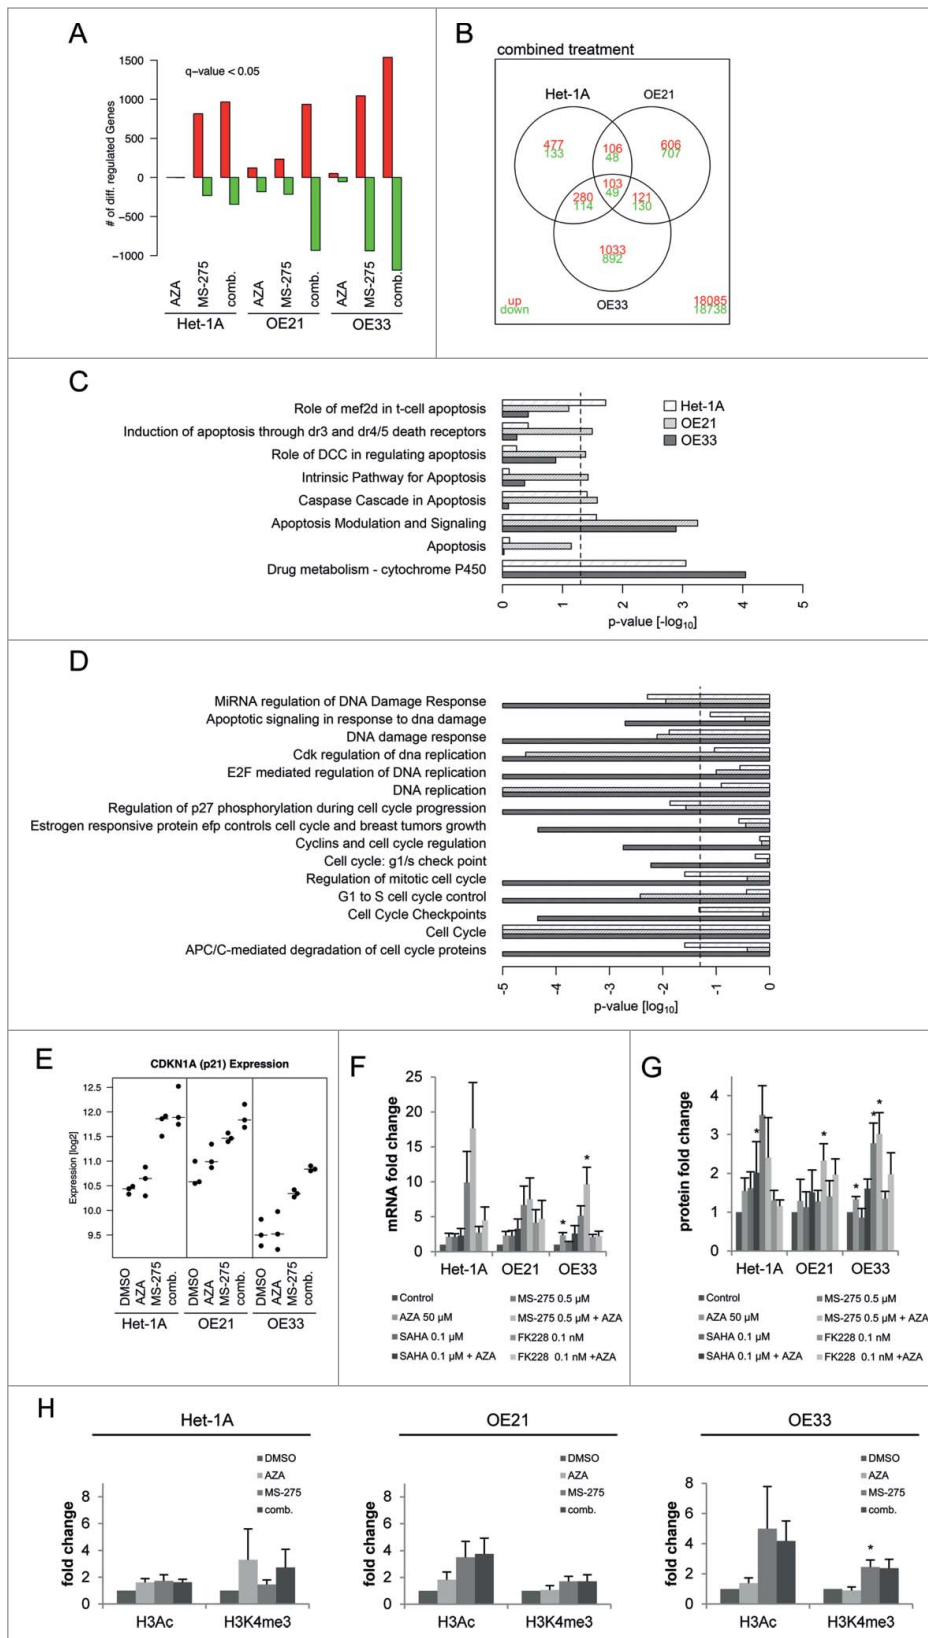 A
q-value < 0.05
# of diff. regulated Genes
1500
1000
500
0
−500
−1000
AZA
MS-275
comb.
AZA
MS-275
comb.
AZA
MS-275
comb.
Het-1A
OE21
OE33
B
combined treatment
Het-1A
OE21
477
133
106
48
606
707
103
49
280
114
121
130
1033
892
OE33
up
down
18085
18738
C
Role of mef2d in t-cell apoptosis
Induction of apoptosis through dr3 and dr4/5 death receptors
Role of DCC in regulating apoptosis
Intrinsic Pathway for Apoptosis
Caspase Cascade in Apoptosis
Apoptosis Modulation and Signaling
Apoptosis
Drug metabolism - cytochrome P450
Het-1A
OE21
OE33
0 1 2 3 4 5
p-value [-log10]
D
MiRNA regulation of DNA Damage Response
Apoptotic signaling in response to dna damage
DNA damage response
Cdk regulation of dna replication
E2F mediated regulation of DNA replication
DNA replication
Regulation of p27 phosphorylation during cell cycle progression
Estrogen responsive protein efp controls cell cycle and breast tumors growth
Cyclins and cell cycle regulation
Cell cycle: g1/s check point
Regulation of mitotic cell cycle
G1 to S cell cycle control
Cell Cycle Checkpoints
Cell Cycle
APC/C-mediated degradation of cell cycle proteins
-5 -4 -3 -2 -1 0
p-value [log10]
E
CDKN1A (p21) Expression
Expression [log2]
12.5
12.0
11.5
11.0
10.5
10.0
9.5
DMSO
AZA
MS-275
comb.
DMSO
AZA
MS-275
comb.
DMSO
AZA
MS-275
comb.
Het-1A
OE21
OE33
F
mRNA fold change
25
20
15
10
5
0
*
*
Het-1A OE21 OE33
Control
AZA 50 µM
SAHA 0.1 µM
SAHA 0.1 µM + AZA
MS-275 0.5 µM
MS-275 0.5 µM + AZA
FK228 0.1 nM
FK228 0.1 nM +AZA
G
protein fold change
5
4
3
2
1
0
*
*
*
*
*
Het-1A OE21 OE33
Control
AZA 50 µM
SAHA 0.1 µM
SAHA 0.1 µM + AZA
MS-275 0.5 µM
MS-275 0.5 µM + AZA
FK228 0.1 nM
FK228 0.1 nM +AZA
H
Het-1A
DMSO
AZA
MS-275
comb.
fold change
8
6
4
2
0
H3Ac H3K4me3
OE21
DMSO
AZA
MS-275
comb.
fold change
8
6
4
2
0
H3Ac H3K4me3
OE33
DMSO
AZA
MS-275
comb.
fold change
8
6
4
2
0
*
H3Ac H3K4me3